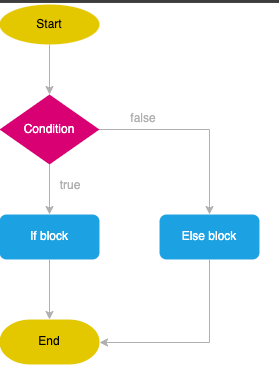 Start
Condition
false
true
If block
Else block
End